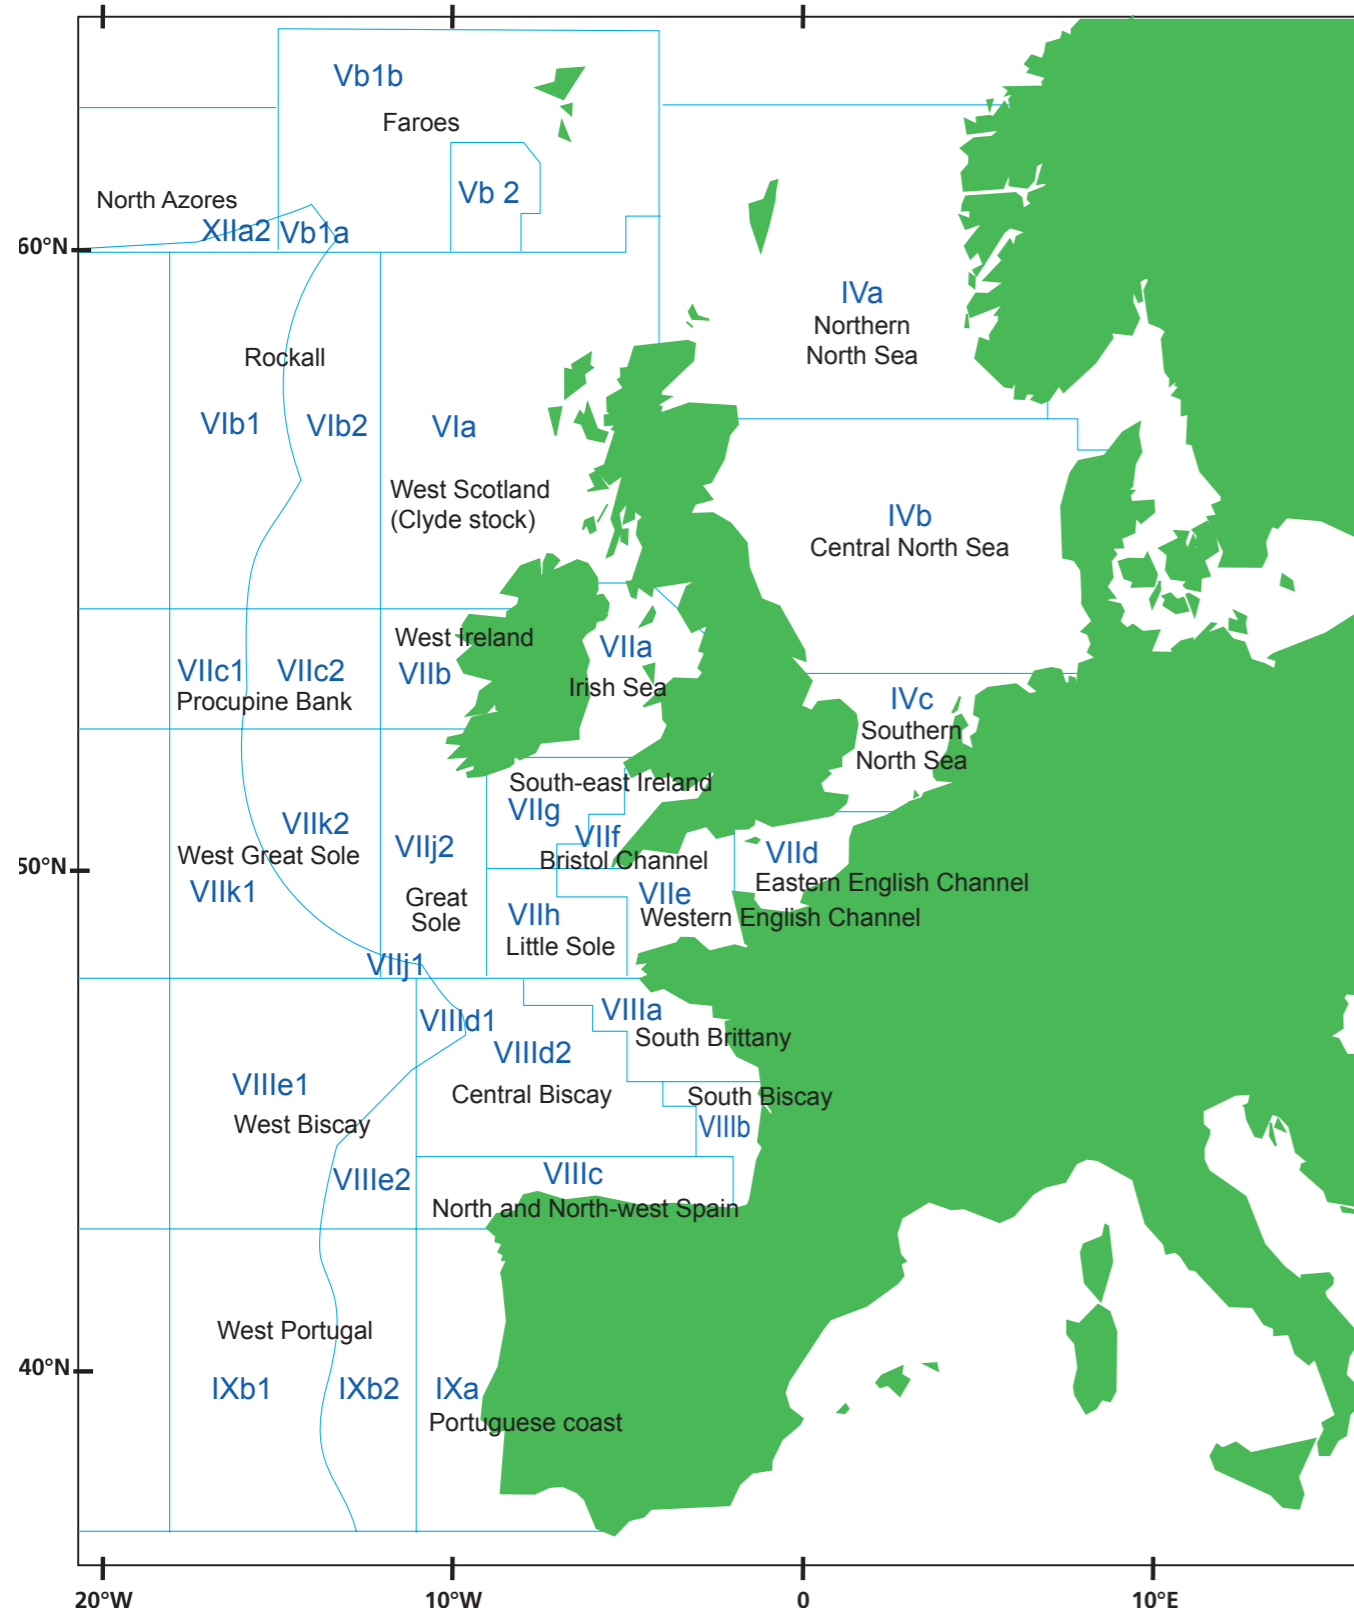 Vb1b
Faroes
Vb 2
North Azores
XIIa2
Vb1a
60°N
IVa
Northern
North Sea
Rockall
VIb1
VIb2
VIa
West Scotland
(Clyde stock)
IVb
Central North Sea
West Ireland
VIIa
VIIc1
VIIc2
VIIb
Irish Sea
Procupine Bank
IVc
Southern
North Sea
South-east Ireland
VIIg
VIIk2
VIIf
VIIj2
VIId
West Great Sole
Bristol Channel
50°N
Eastern English Channel
VIIk1
Great
Sole
VIIe
VIIh
Western English Channel
Little Sole
VIIj1
VIIId1
VIIIa
South Brittany
VIIId2
VIIIe1
Central Biscay
South Biscay
West Biscay
VIIIb
VIIIe2
VIIIc
North and North-west Spain
West Portugal
40°N
IXb1
IXb2
IXa
Portuguese coast
20°W
10°W
0
10°E